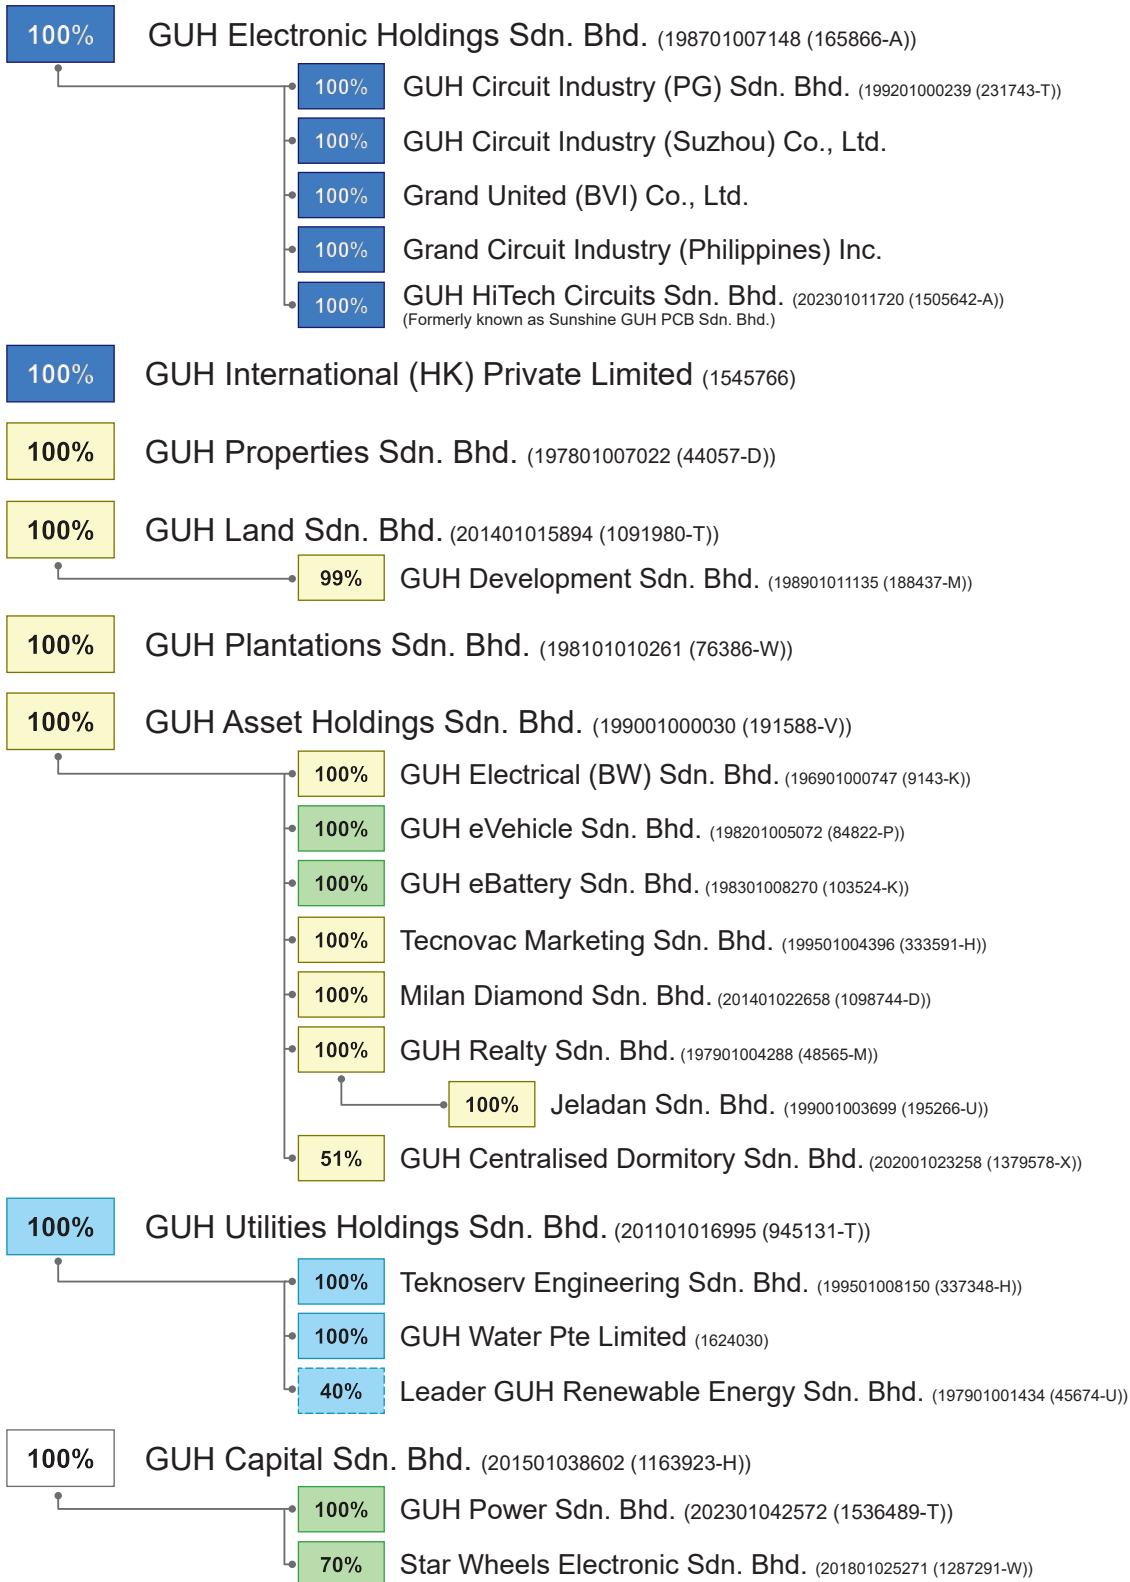 100% GUH Electronic Holdings Sdn. Bhd. (198701007148 (165866-A))
100% GUH Circuit Industry (PG) Sdn. Bhd. (199201000239 (231743-T))
100% GUH Circuit Industry (Suzhou) Co., Ltd.
100% Grand United (BVI) Co., Ltd.
100% Grand Circuit Industry (Philippines) Inc.
100% GUH HiTech Circuits Sdn. Bhd. (202301011720 (1505642-A))
(Formerly known as Sunshine GUH PCB Sdn. Bhd.)
100% GUH International (HK) Private Limited (1545766)
100% GUH Properties Sdn. Bhd. (197801007022 (44057-D))
100% GUH Land Sdn. Bhd. (201401015894 (1091980-T))
99% GUH Development Sdn. Bhd. (198901011135 (188437-M))
100% GUH Plantations Sdn. Bhd. (198101010261 (76386-W))
100% GUH Asset Holdings Sdn. Bhd. (199001000030 (191588-V))
100% GUH Electrical (BW) Sdn. Bhd. (196901000747 (9143-K))
100% GUH eVehicle Sdn. Bhd. (198201005072 (84822-P))
100% GUH eBattery Sdn. Bhd. (198301008270 (103524-K))
100% Tecnovac Marketing Sdn. Bhd. (199501004396 (333591-H))
100% Milan Diamond Sdn. Bhd. (201401022658 (1098744-D))
100% GUH Realty Sdn. Bhd. (197901004288 (48565-M))
100% Jeladan Sdn. Bhd. (199001003699 (195266-U))
51% GUH Centralised Dormitory Sdn. Bhd. (202001023258 (1379578-X))
100% GUH Utilities Holdings Sdn. Bhd. (201101016995 (945131-T))
100% Teknoserv Engineering Sdn. Bhd. (199501008150 (337348-H))
100% GUH Water Pte Limited (1624030)
40% Leader GUH Renewable Energy Sdn. Bhd. (197901001434 (45674-U))
100% GUH Capital Sdn. Bhd. (201501038602 (1163923-H))
100% GUH Power Sdn. Bhd. (202301042572 (1536489-T))
70% Star Wheels Electronic Sdn. Bhd. (201801025271 (1287291-W))